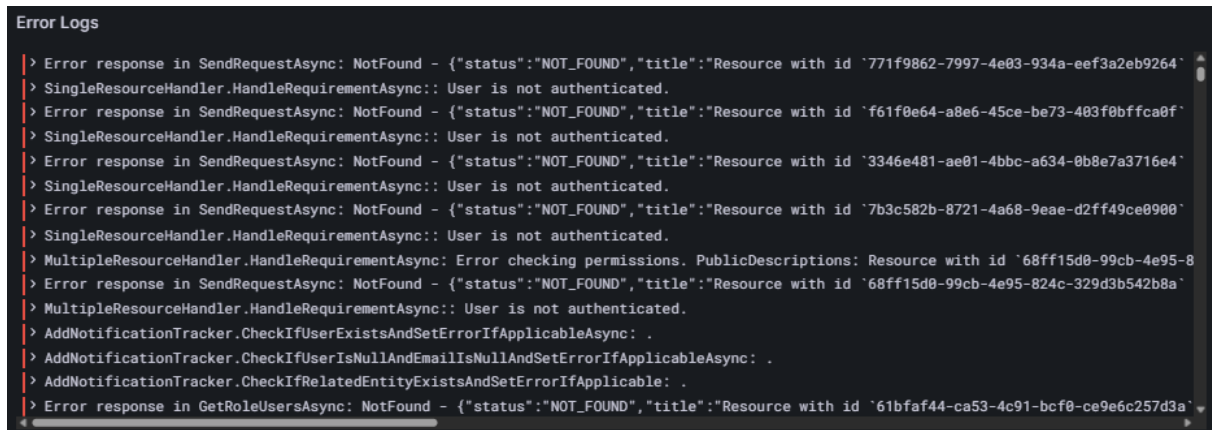 Error Logs
> Error response in SendRequestAsync: NotFound - {"status":"NOT_FOUND","title":"Resource with id `771f9862-7997-4e03-934a-eef3a2eb9264`
> SingleResourceHandler.HandleRequirementAsync:: User is not authenticated.
> Error response in SendRequestAsync: NotFound - {"status":"NOT_FOUND","title":"Resource with id `f61f0e64-a8e6-45ce-be73-403f0bffca0f`
> SingleResourceHandler.HandleRequirementAsync:: User is not authenticated.
> Error response in SendRequestAsync: NotFound - {"status":"NOT_FOUND","title":"Resource with id `3346e481-ae01-4bbc-a634-0b8e7a3716e4`
> SingleResourceHandler.HandleRequirementAsync:: User is not authenticated.
> Error response in SendRequestAsync: NotFound - {"status":"NOT_FOUND","title":"Resource with id `7b3c582b-8721-4a68-9eae-d2ff49ce0900`
> SingleResourceHandler.HandleRequirementAsync:: User is not authenticated.
> MultipleResourceHandler.HandleRequirementAsync: Error checking permissions. PublicDescriptions: Resource with id `68ff15d0-99cb-4e95-8
> Error response in SendRequestAsync: NotFound - {"status":"NOT_FOUND","title":"Resource with id `68ff15d0-99cb-4e95-824c-329d3b542b8a`
> MultipleResourceHandler.HandleRequirementAsync:: User is not authenticated.
> AddNotificationTracker.CheckIfUserExistsAndSetErrorIfApplicableAsync: .
> AddNotificationTracker.CheckIfUserIsNullAndEmailIsNullAndSetErrorIfApplicableAsync: .
> AddNotificationTracker.CheckIfRelatedEntityExistsAndSetErrorIfApplicable: .
> Error response in GetRoleUsersAsync: NotFound - {"status":"NOT_FOUND","title":"Resource with id `61bfaf44-ca53-4c91-bcf0-ce9e6c257d3a`